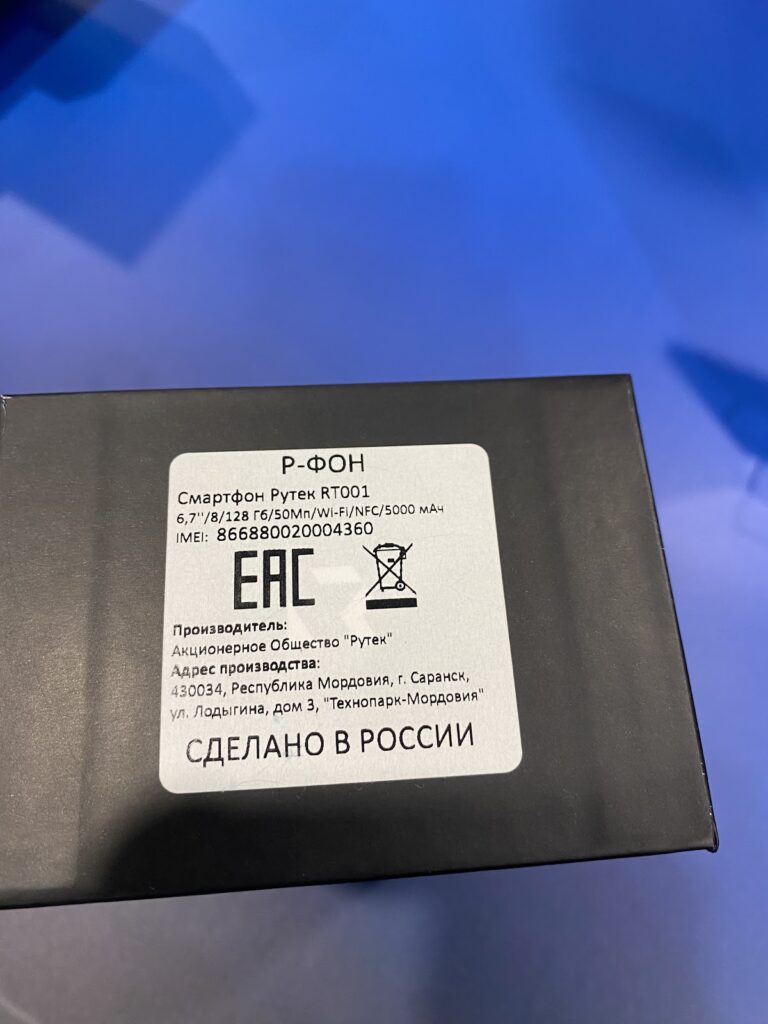 Р-ФОН
Смартфон Рутек RT001
6,7''/8/128 Гб/50Мп/Wi-Fi/NFC/5000 мАч
IMEI: 866880020004360
EAC
Производитель:
Акционерное Общество "Рутек"
Адрес производства:
430034, Республика Мордовия, г. Саранск,
ул. Лодыгина, дом 3, "Технопарк-Мордовия"
СДЕЛАНО В РОССИИ